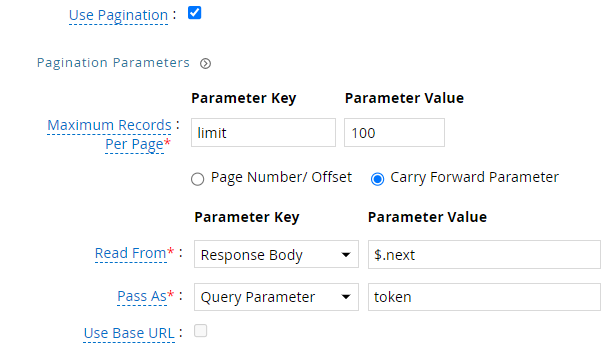 Use Pagination :
Pagination Parameters
Parameter Key Parameter Value
Maximum Records : limit 100
Per Page*
Page Number/ Offset Carry Forward Parameter
Parameter Key Parameter Value
Read From* : Response Body $.next
Pass As* : Query Parameter token
Use Base URL :